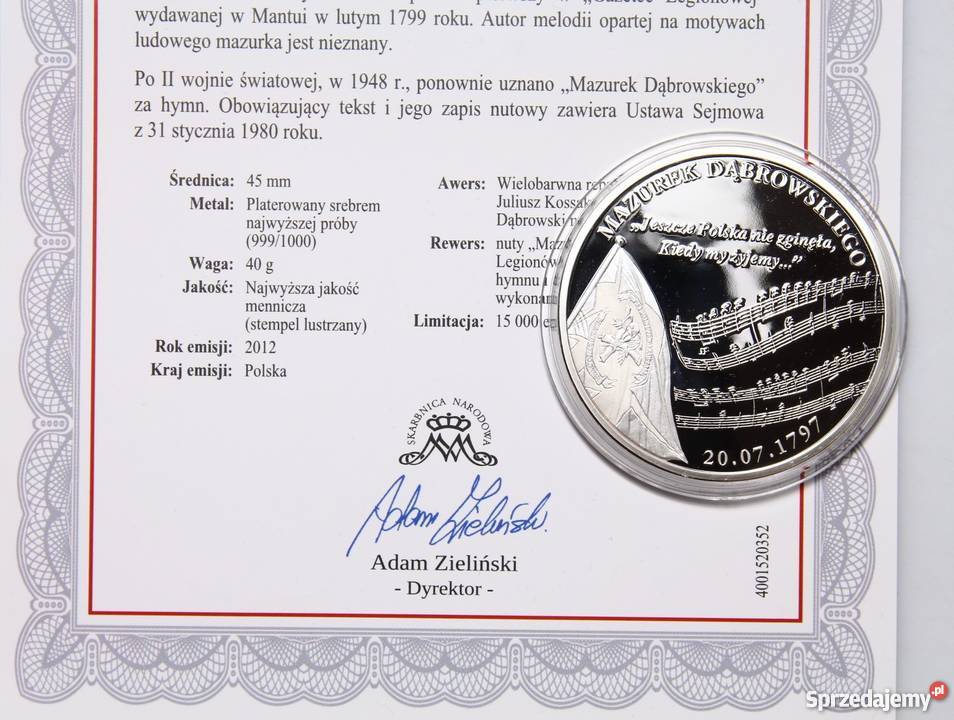 wydawanej w Mantui w lutym 1799 roku. Autor melodii opartej na motywach
ludowego mazurka jest nieznany.
Po II wojnie światowej, w 1948 r., ponownie uznano „Mazurek Dąbrowskiego”
za hymn. Obowiązujący tekst i jego zapis nutowy zawiera Ustawa Sejmowa
z 31 stycznia 1980 roku.
Średnica: 45 mm
Metal: Platerowany srebrem
najwyższej próby
(999/1000)
Waga: 40 g
Jakość: Najwyższa jakość
mennicza
(stempel lustrzany)
Rok emisji: 2012
Kraj emisji: Polska
Awers: Wielobarwna
Juliusz
Dąbrowski
Rewers: nuty
hymnu
Limitacja: 15 000
MAZUREK DĄBROWSKIEGO
„Jeszcze Polska nie zginęła,
Kiedy my żyjemy...”
20.07.1797
SKARBNICA NARODOWA
Adam Zieliński
Adam Zieliński
- Dyrektor -
4001520352
Sprzedajemy.pl